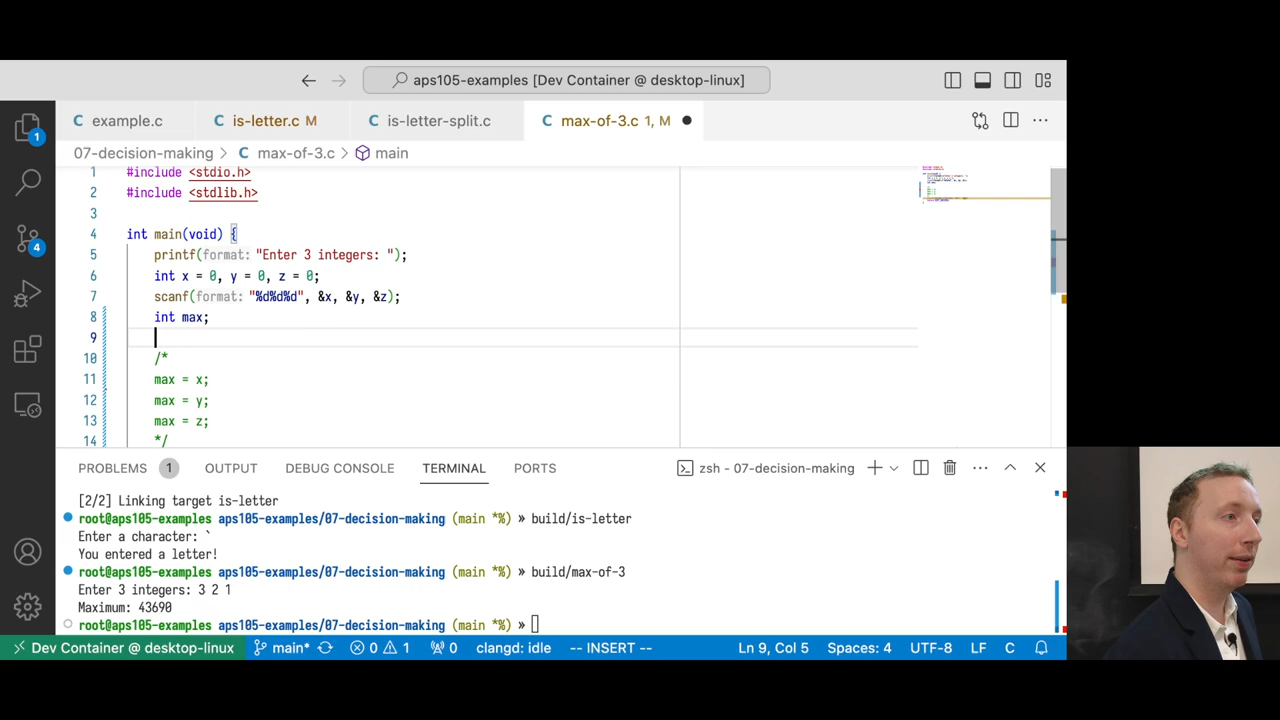 aps105-examples [Dev Container @ desktop-linux]
C example.c C is-letter.c M C is-letter-split.c C max-of-3.c 1, M
07-decision-making > C max-of-3.c > main
1 #include <stdio.h>
2 #include <stdlib.h>
3
4 int main(void) {
5 printf(format: "Enter 3 integers: ");
6 int x = 0, y = 0, z = 0;
7 scanf(format: "%d%d%d", &x, &y, &z);
8 int max;
9
10 /*
11 max = x;
12 max = y;
13 max = z;
14 */
1
4
PROBLEMS 1 OUTPUT DEBUG CONSOLE TERMINAL PORTS zsh - 07-decision-making
[2/2] Linking target is-letter
root@aps105-examples aps105-examples/07-decision-making (main *%) » build/is-letter
Enter a character: `
You entered a letter!
root@aps105-examples aps105-examples/07-decision-making (main *%) » build/max-of-3
Enter 3 integers: 3 2 1
Maximum: 43690
root@aps105-examples aps105-examples/07-decision-making (main *%) »
Dev Container @ desktop-linux main* 0 1 0 clangd: idle -- INSERT -- Ln 9, Col 5 Spaces: 4 UTF-8 LF C